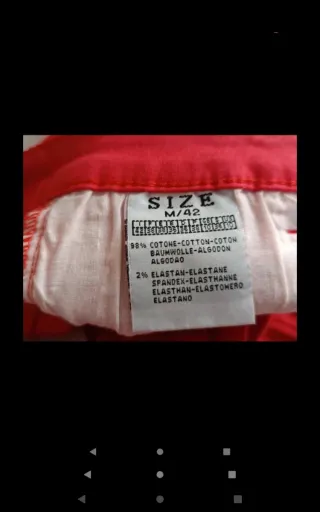 SIZE
M/42
98% COTONE-COTTON-COTON
BAUMWOLLE-ALGODON
ALGODAO
2% ELASTAN-ELASTANE
SPANDEX-ELASTHANNE
ELASTHAN-ELASTOMERO
ELASTANO